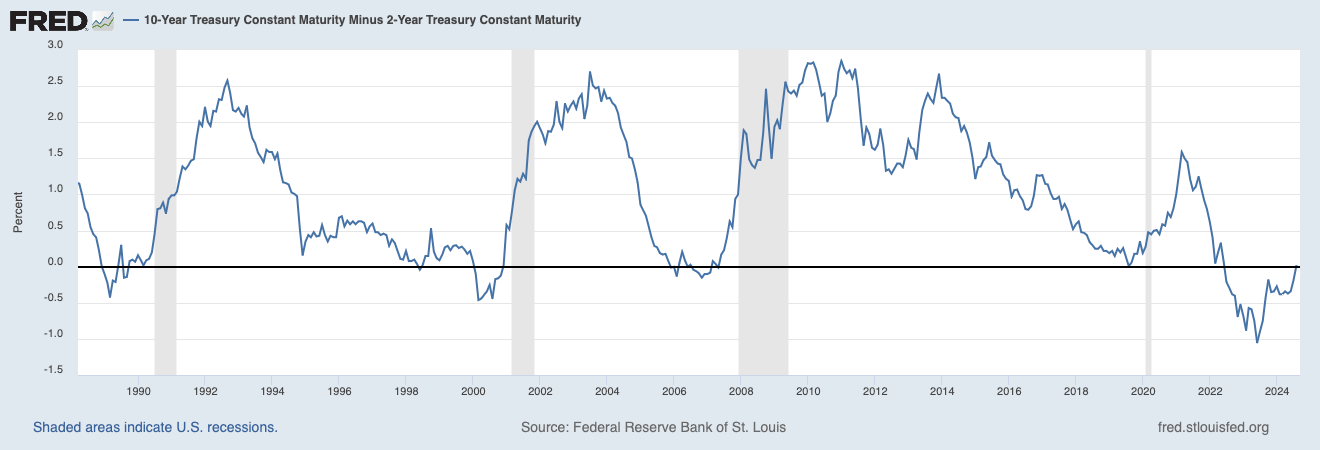 FRED
10-Year Treasury Constant Maturity Minus 2-Year Treasury Constant Maturity
3.0
2.5
2.0
1.5
1.0
0.5
0.0
-0.5
-1.0
-1.5
Percent
1990 1992 1994 1996 1998 2000 2002 2004 2006 2008 2010 2012 2014 2016 2018 2020 2022 2024
Shaded areas indicate U.S. recessions. Source: Federal Reserve Bank of St. Louis fred.stlouisfed.org